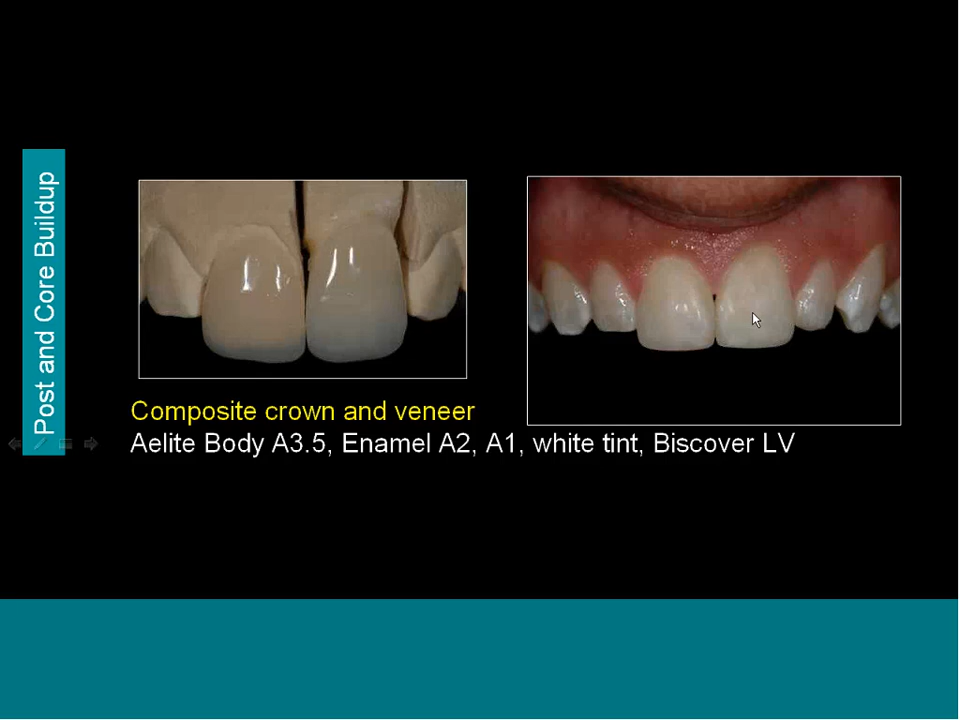 Post and Core Buildup
Composite crown and veneer
Aelite Body A3.5, Enamel A2, A1, white tint, Biscover LV